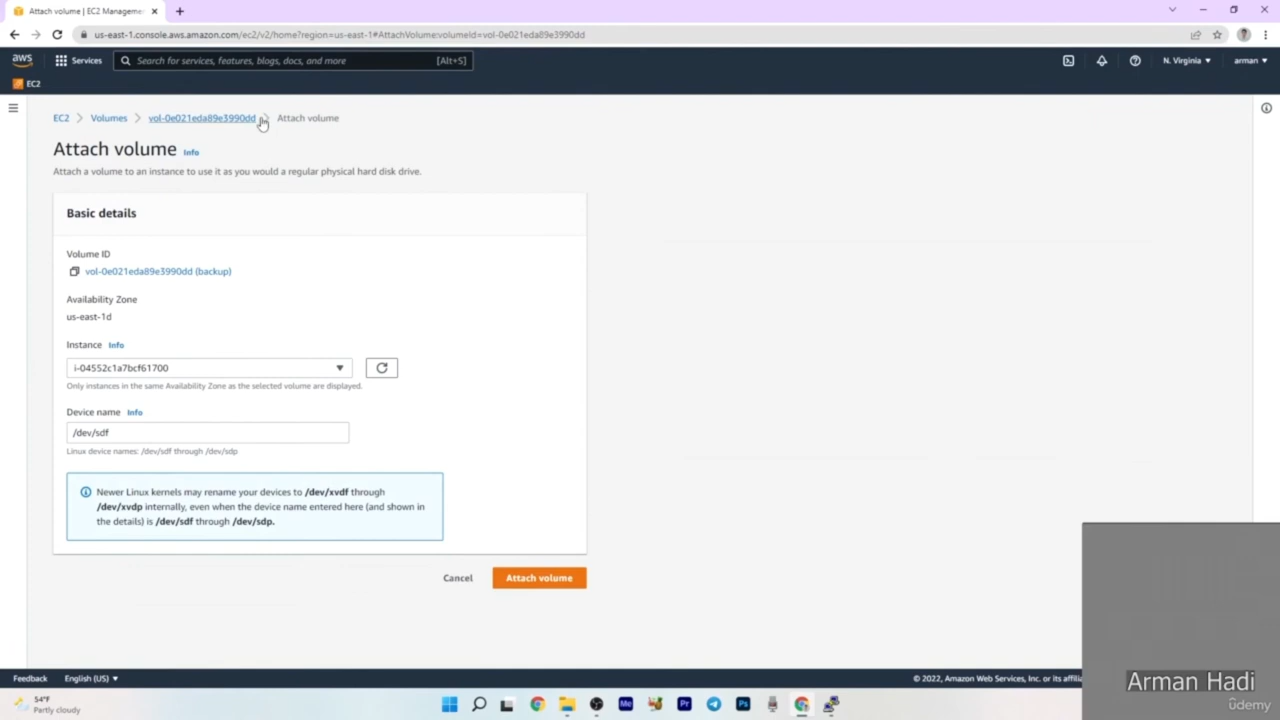 Attach volume | EC2 Manageme
us-east-1.console.aws.amazon.com/ec2/v2/home?region=us-east-1#AttachVolume:volumeId=vol-0e021eda89e3990dd
aws
Services
Search for services, features, blogs, docs, and more
[Alt+S]
N. Virginia
arman
EC2
EC2 > Volumes > vol-0e021eda89e3990dd > Attach volume
Attach volume Info
Attach a volume to an instance to use it as you would a regular physical hard disk drive.
Basic details
Volume ID
vol-0e021eda89e3990dd (backup)
Availability Zone
us-east-1d
Instance Info
i-04552c1a7bcf61700
Only instances in the same Availability Zone as the selected volume are displayed.
Device name Info
/dev/sdf
Linux device names: /dev/sdf through /dev/sdp
Newer Linux kernels may rename your devices to /dev/xvdf through
/dev/xvdp internally, even when the device name entered here (and shown in
the details) is /dev/sdf through /dev/sdp.
Cancel
Attach volume
Feedback
English (US)
© 2022, Amazon Web Services, Inc. or its affilia
Arman Hadi
ûdemy
54°F
Partly cloudy
Me
Pr
Ps